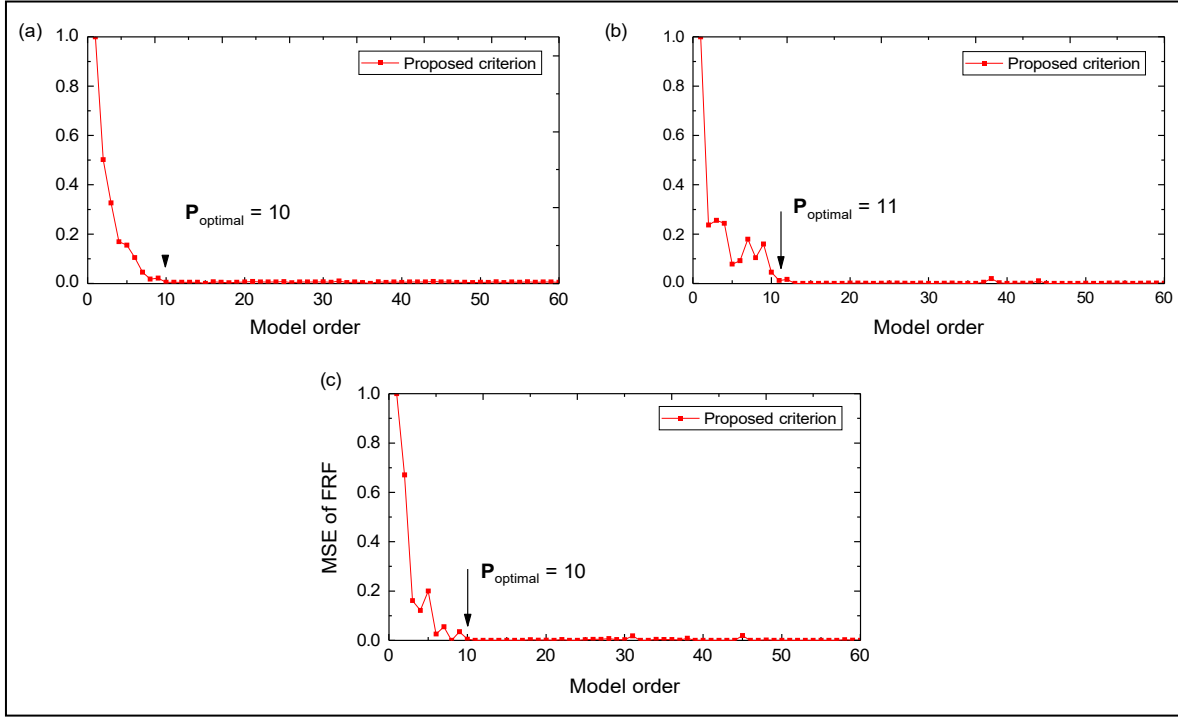 (a)
1.0
0.8
0.6
0.4
0.2
0.0
Proposed criterion
P optimal = 10
0 10 20 30 40 50 60
Model order
(b)
1.0
0.8
0.6
0.4
0.2
0.0
Proposed criterion
P optimal = 11
0 10 20 30 40 50 60
Model order
(c)
MSE of FRF
1.0
0.8
0.6
0.4
0.2
0.0
Proposed criterion
P optimal = 10
0 10 20 30 40 50 60
Model order